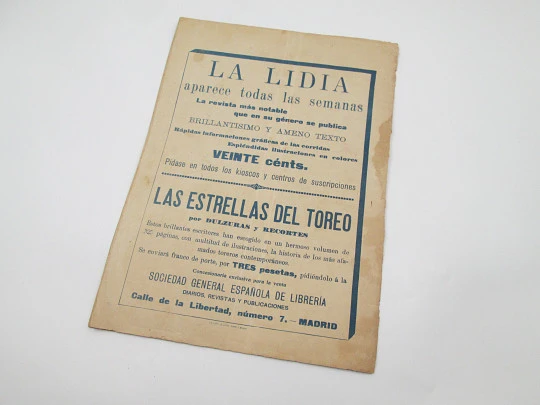 LA LIDIA
aparece todas las semanas
La revista más notable
que en su género se publica
BRILLANTISIMO Y AMENO TEXTO
Rápidas informaciones gráficas de las corridas
Espléndidas ilustraciones en colores
VEINTE cénts.
Pídase en todos los kioscos y centros de suscripciones
LAS ESTRELLAS DEL TOREO
por DULZURAS y RECORTES
Estos brillantes escritores han escogido en un hermoso volumen de
páginas, con multitud de ilustraciones, la historia de los más afa-
mados toreros contemporáneos.
Se enviará franco de porte, por TRES pesetas, pidiéndolo á la
Concesionaria exclusiva para la venta
SOCIEDAD GENERAL ESPAÑOLA DE LIBRERÍA
DIARIOS, REVISTAS Y PUBLICACIONES
Calle de la Libertad, número 7.—MADRID